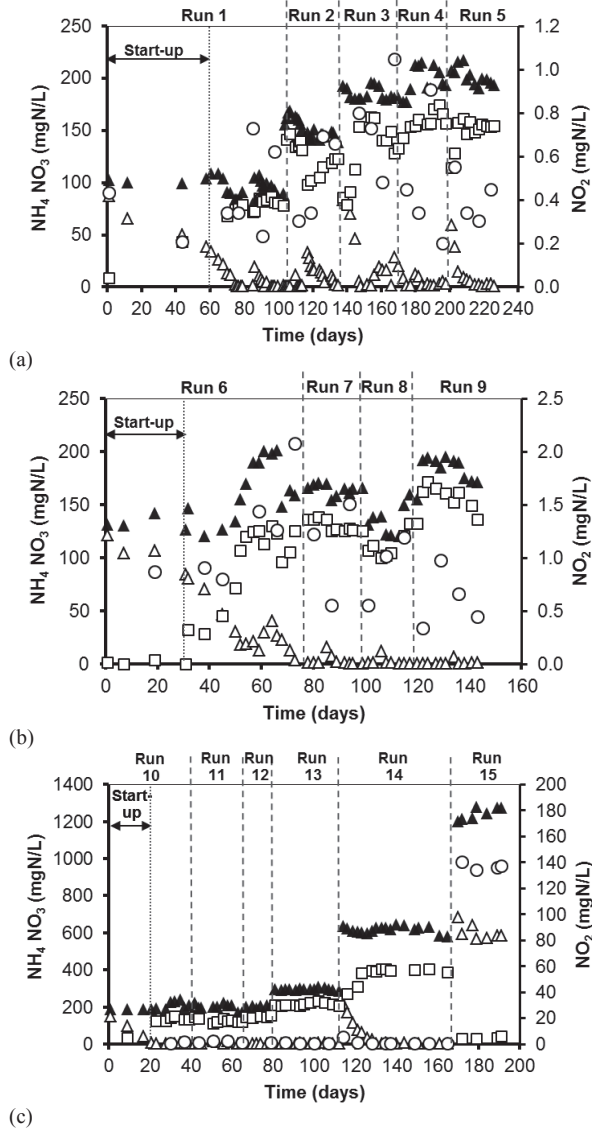 Run 1 Run 2 Run 3 Run 4 Run 5
Start-up
250
200
150
100
50
0
1.2
1.0
0.8
0.6
0.4
0.2
0.0
NH4 NO3 (mgN/L)
NO2 (mgN/L)
0 20 40 60 80 100 120 140 160 180 200 220 240
Time (days)
(a)
Run 6 Run 7 Run 8 Run 9
Start-up
250
200
150
100
50
0
2.5
2.0
1.5
1.0
0.5
0.0
NH4 NO3 (mgN/L)
NO2 (mgN/L)
0 20 40 60 80 100 120 140 160
Time (days)
(b)
Run Run Run Run Run Run
10 11 12 13 14 15
Start-
up
1400
1200
1000
800
600
400
200
0
200
180
160
140
120
100
80
60
40
20
0
NH4 NO3 (mgN/L)
NO2 (mgN/L)
0 20 40 60 80 100 120 140 160 180 200
Time (days)
(c)